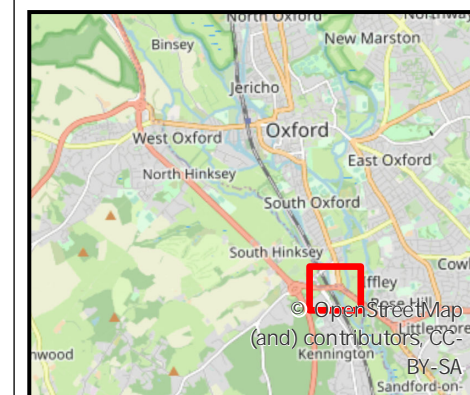 North Oxford
Northway
Binsey
New Marston
Jericho
West Oxford
Oxford
East Oxford
North Hinksey
South Oxford
South Hinksey
Cowl
Iffley
Rose Hill
© OpenStreetMap
Littlemore
(and) contributors, CC-
nwood
Kennington
BY-SA
Sandford-on-